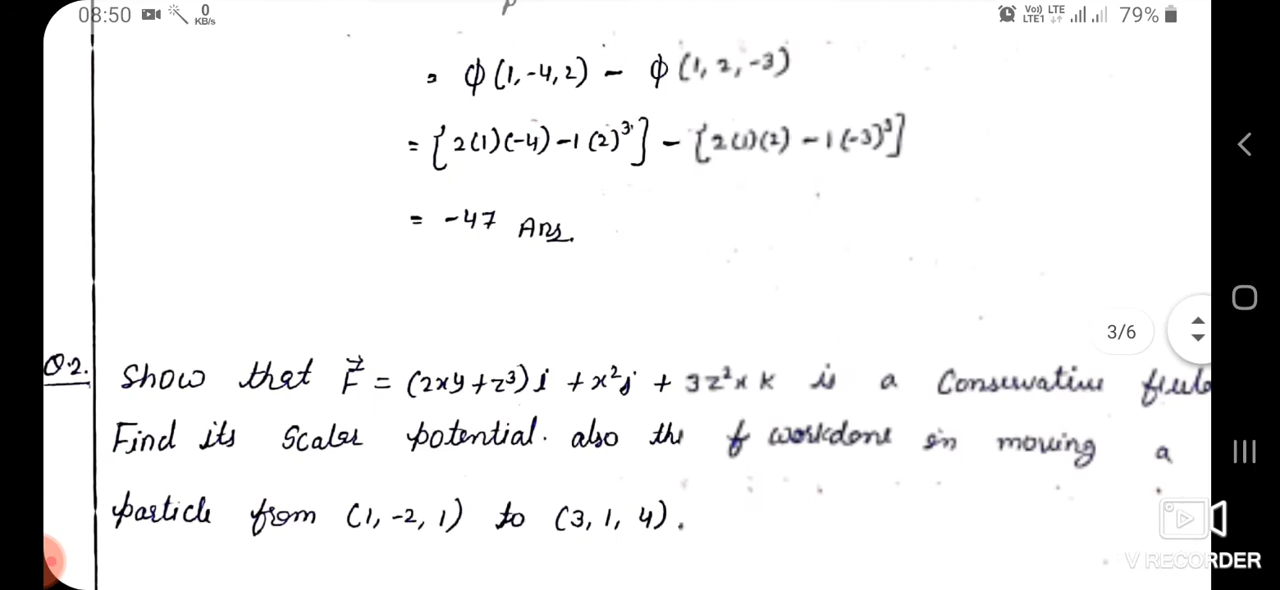 08:50 0 KB/s Vo)) LTE LTE1 79%
= ϕ(1,-4,2) - ϕ(1,2,-3)
= [2(1)(-4)-1(2)³] - [2(1)(2)-1(-3)³]
= -47 Ans.
3/6
Q.2. Show that F⃗ = (2xy+z³)i + x²j + 3z²x k is a Conservative field
Find its Scaler potential. also the workdone in moving a
particle from (1,-2,1) to (3,1,4).
V RECORDER